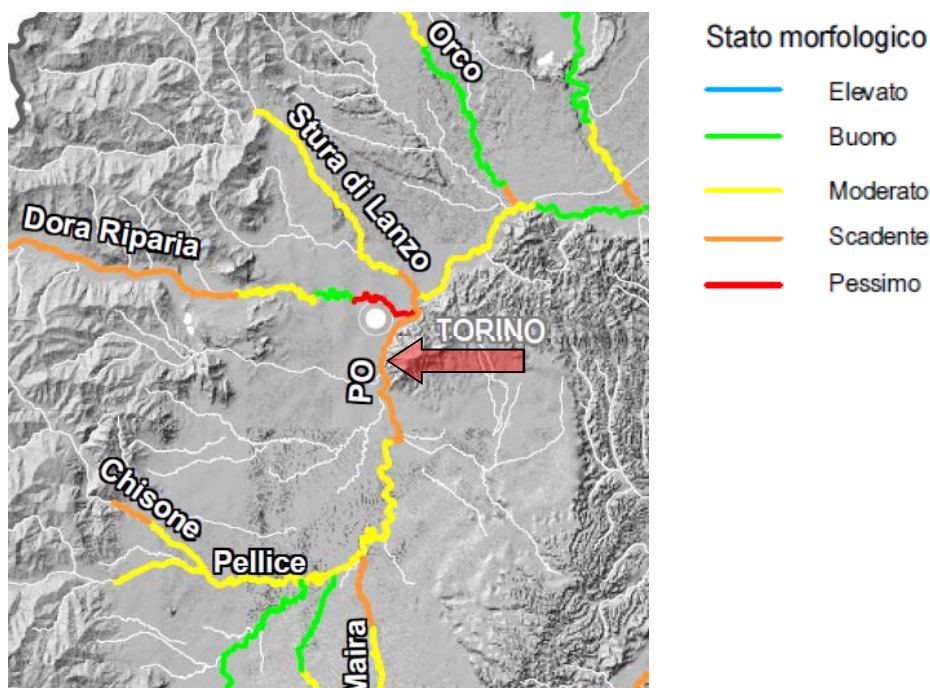 Orco
Stura di Lanzo
Dora Riparia
TORINO
PO
Chisone
Pellice
Maira
Stato morfologico
Elevato
Buono
Moderato
Scadente
Pessimo